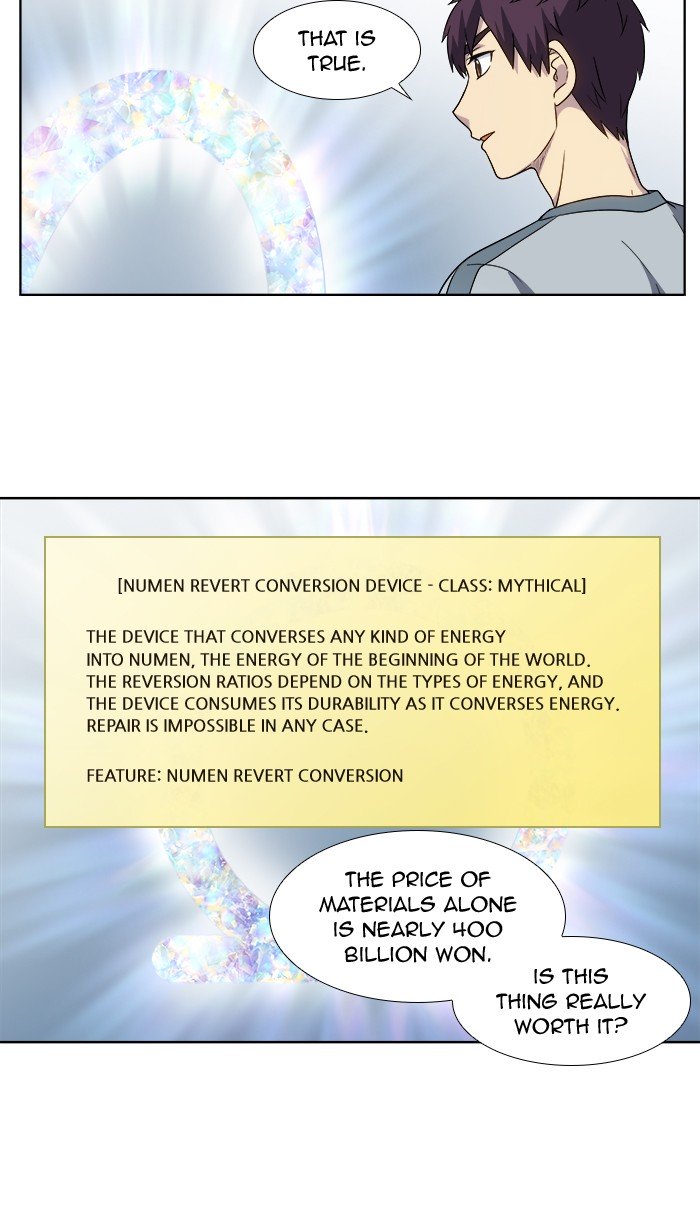 THAT IS
TRUE.
[NUMEN REVERT CONVERSION DEVICE - CLASS: MYTHICAL]
THE DEVICE THAT CONVERSES ANY KIND OF ENERGY
INTO NUMEN, THE ENERGY OF THE BEGINNING OF THE WORLD.
THE REVERSION RATIOS DEPEND ON THE TYPES OF ENERGY, AND
THE DEVICE CONSUMES ITS DURABILITY AS IT CONVERSES ENERGY.
REPAIR IS IMPOSSIBLE IN ANY CASE.
FEATURE: NUMEN REVERT CONVERSION
THE PRICE OF
MATERIALS ALONE
IS NEARLY 400
BILLION WON.
IS THIS
THING REALLY
WORTH IT?